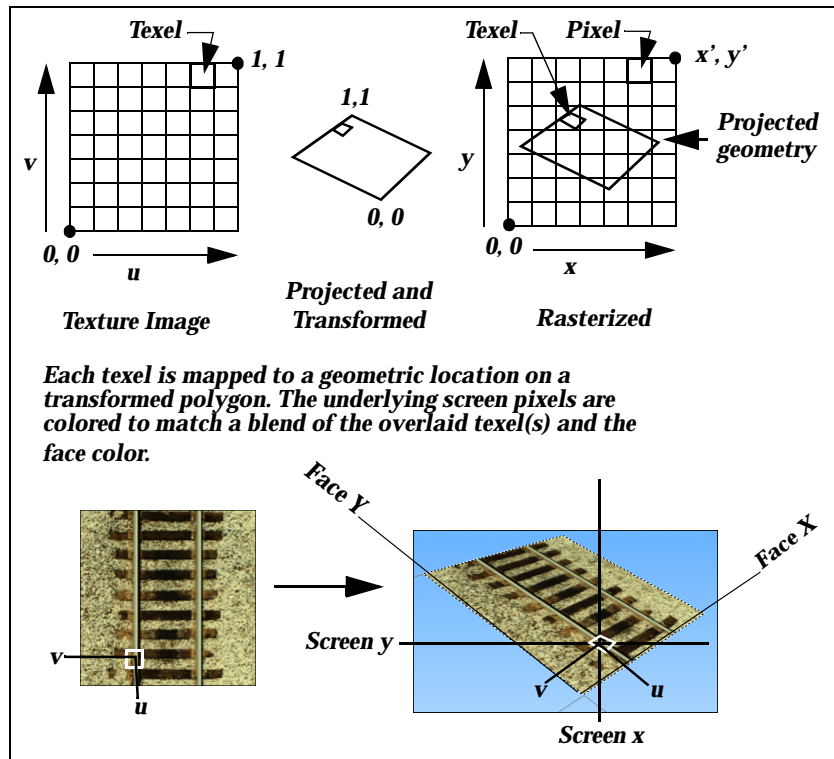 Texel
1, 1
v
0, 0
u
Texture Image
1,1
0, 0
Projected and
Transformed
Texel
Pixel
x’, y’
Projected
geometry
y
0, 0
x
Rasterized
Each texel is mapped to a geometric location on a
transformed polygon. The underlying screen pixels are
colored to match a blend of the overlaid texel(s) and the
face color.
v
u
Face Y
Face X
Screen y
v
u
Screen x